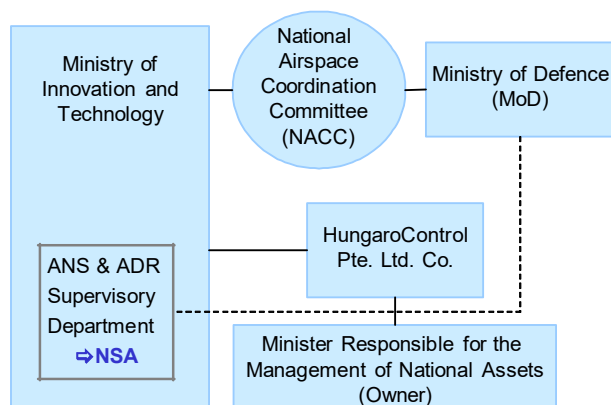 Ministry of
Innovation and
Technology
National
Airspace
Coordination
Committee
(NACC)
Ministry of Defence
(MoD)
HungaroControl
Pte. Ltd. Co.
ANS & ADR
Supervisory
Department
⇨NSA
Minister Responsible for the
Management of National Assets
(Owner)